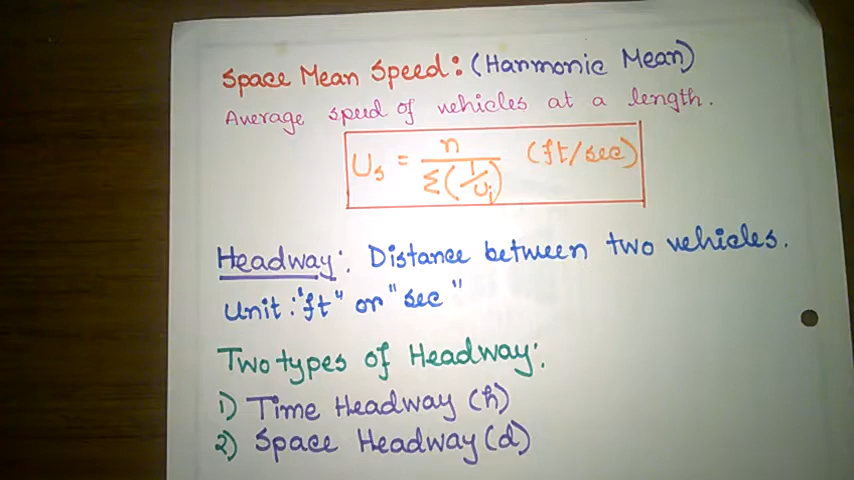 Space Mean Speed: (Harmonic Mean)
Average speed of vehicles at a length.
Us = n / Σ(1/Ui) (ft/sec)
Headway: Distance between two vehicles.
Unit: "ft" or "sec"
Two types of Headway:
1) Time Headway (h)
2) Space Headway (d)